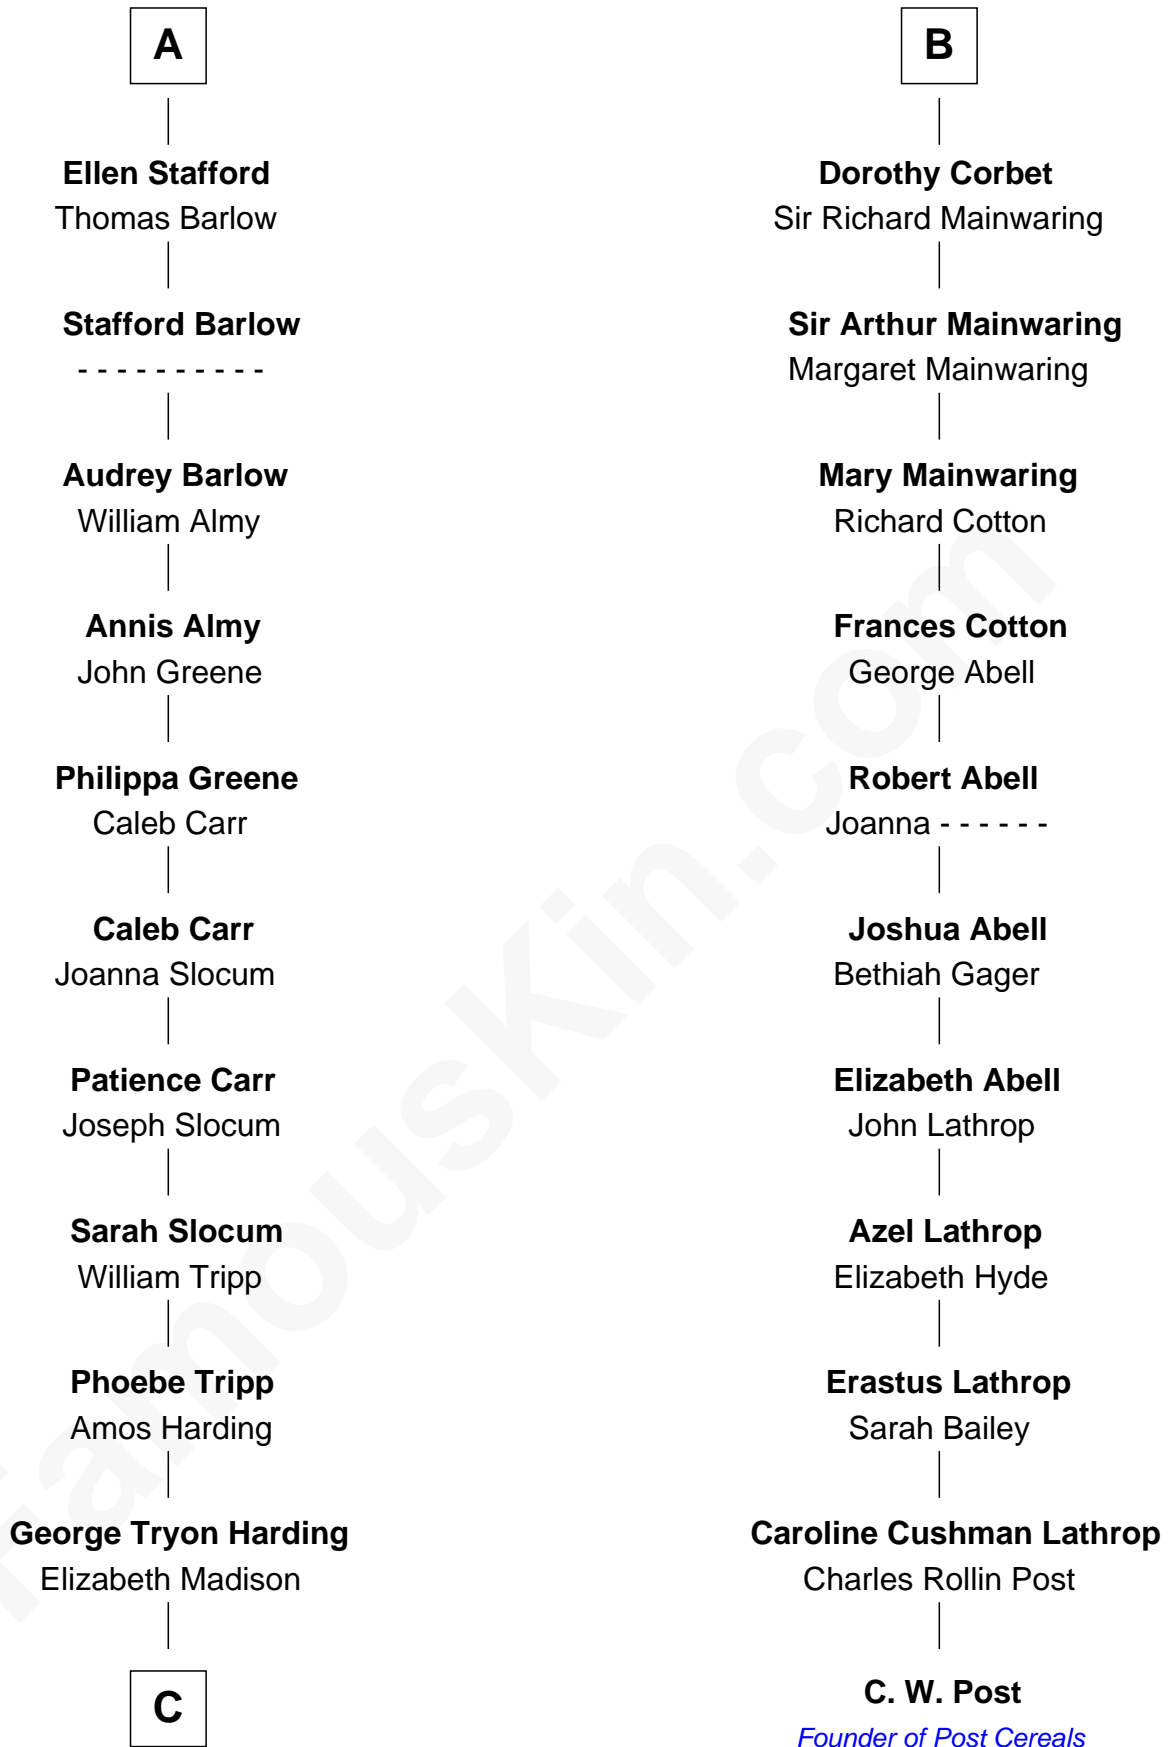 A
Ellen Stafford
Thomas Barlow
Stafford Barlow
- - - - - - - - - -
Audrey Barlow
William Almy
Annis Almy
John Greene
Philippa Greene
Caleb Carr
Caleb Carr
Joanna Slocum
Patience Carr
Joseph Slocum
Sarah Slocum
William Tripp
Phoebe Tripp
Amos Harding
George Tryon Harding
Elizabeth Madison
C
B
Dorothy Corbet
Sir Richard Mainwaring
Sir Arthur Mainwaring
Margaret Mainwaring
Mary Mainwaring
Richard Cotton
Frances Cotton
George Abell
Robert Abell
Joanna - - - - - -
Joshua Abell
Bethiah Gager
Elizabeth Abell
John Lathrop
Azel Lathrop
Elizabeth Hyde
Erastus Lathrop
Sarah Bailey
Caroline Cushman Lathrop
Charles Rollin Post
C. W. Post
Founder of Post Cereals
FamousKin.com